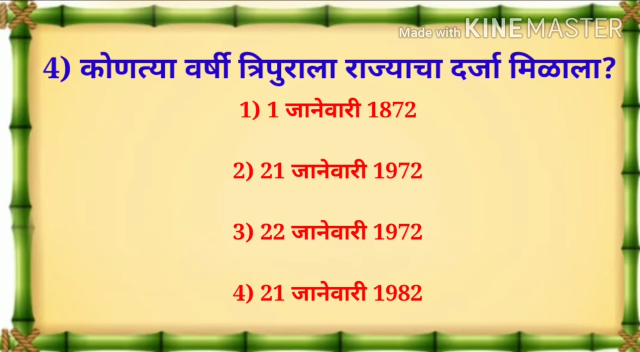 Made with KINEMASTER
4) कोणत्या वर्षी त्रिपुराला राज्याचा दर्जा मिळाला?
1) 1 जानेवारी 1872
2) 21 जानेवारी 1972
3) 22 जानेवारी 1972
4) 21 जानेवारी 1982